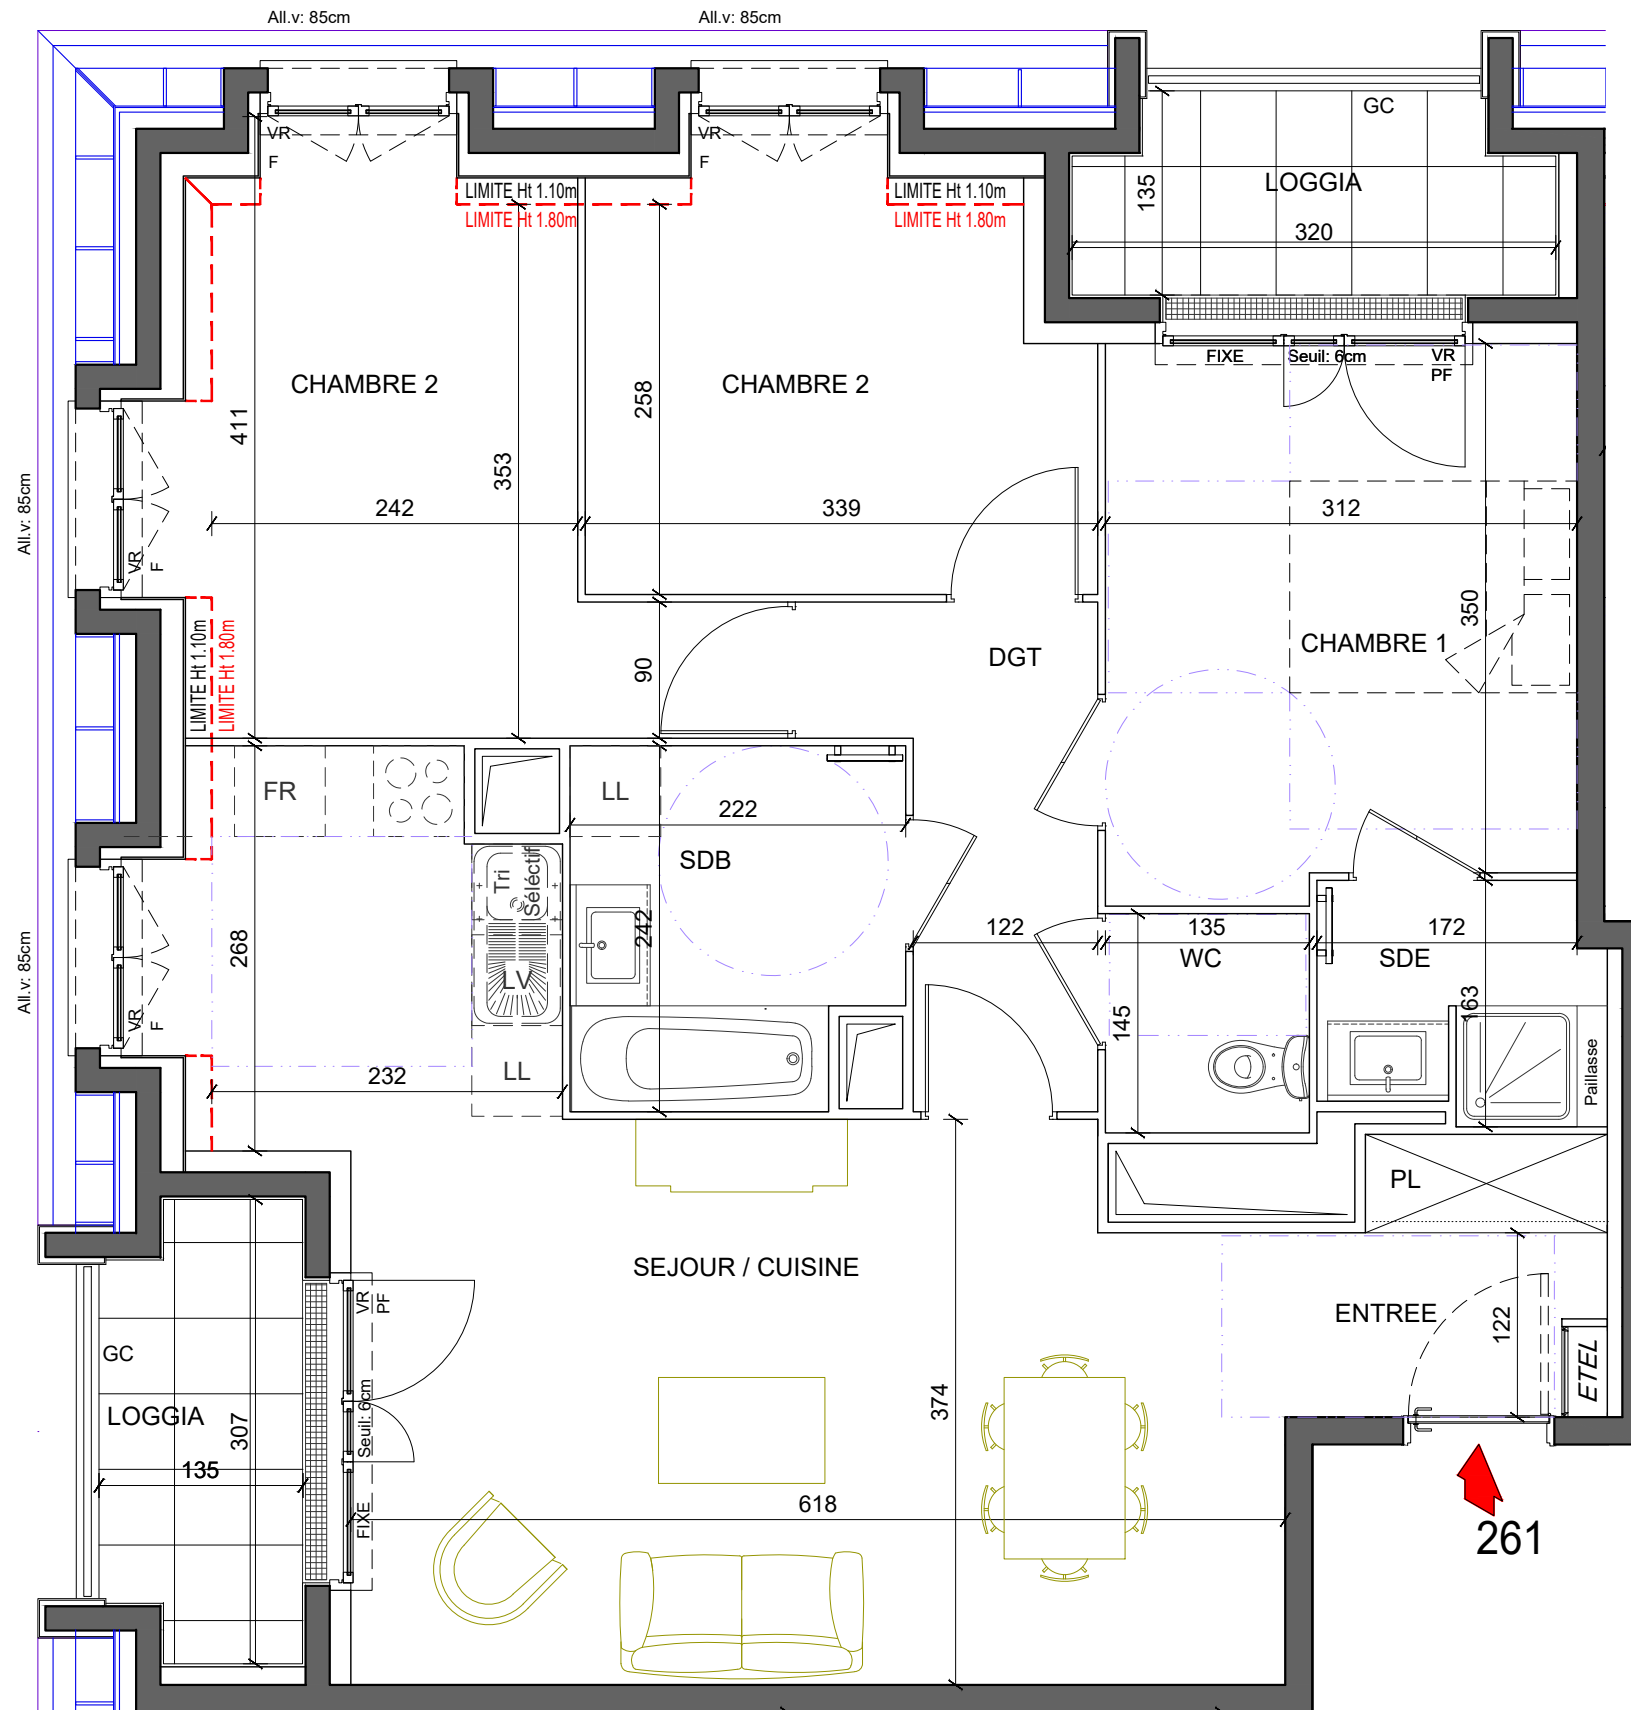 All.v: 85cm
All.v: 85cm
VR
F
VR
F
GC
LIMITE Ht 1.10m
LIMITE Ht 1.80m
LIMITE Ht 1.10m
LIMITE Ht 1.80m
135
LOGGIA
320
FIXE
Seuil: 6cm
VR
PF
CHAMBRE 2
CHAMBRE 2
411
258
353
All.v: 85cm
242
339
312
VR
F
350
LIMITE Ht 1.10m
LIMITE Ht 1.80m
90
DGT
CHAMBRE 1
FR
LL
222
SDB
Tri
Séléctif
242
268
122
135
172
WC
SDE
All.v: 85cm
LV
VR
F
145
163
232
LL
Paillasse
PL
SEJOUR / CUISINE
VR
PF
ENTREE
122
GC
ETEL
LOGGIA
307
Seuil: 6cm
374
135
618
FIXE
261